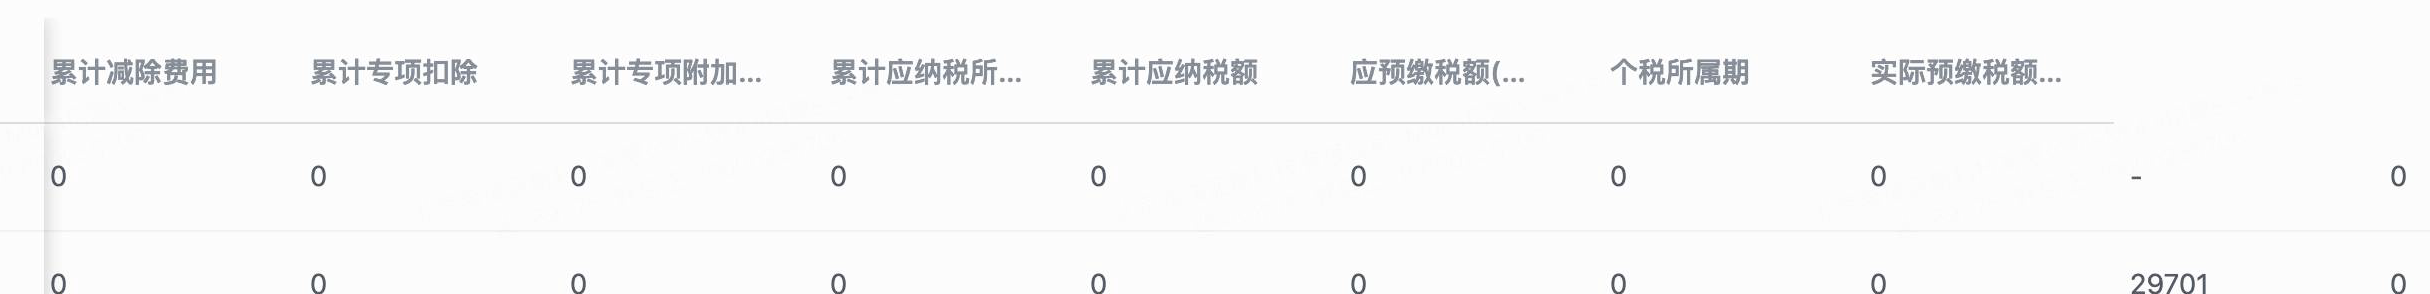 累计减除费用 累计专项扣除 累计专项附加... 累计应纳税所... 累计应纳税额 应预缴税额(... 个税所属期 实际预缴税额...
0 0 0 0 0 0 0 0 - 0
0 0 0 0 0 0 0 0 29701 0